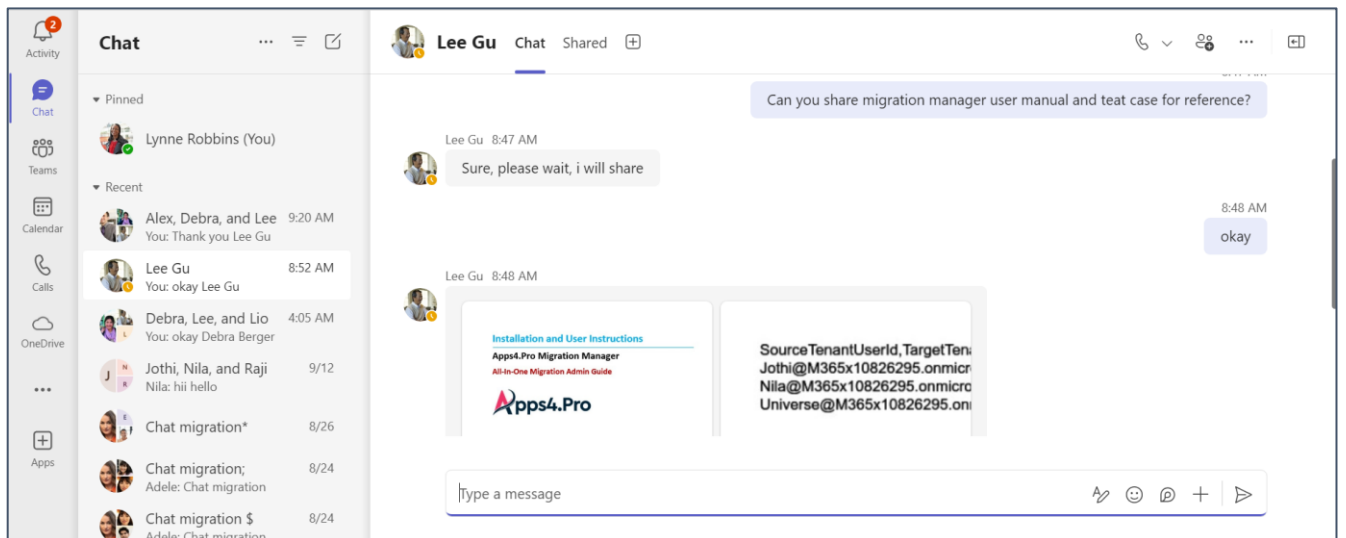 2
Activity
Chat
Teams
Calendar
Calls
OneDrive
Apps
Chat
Pinned
Lynne Robbins (You)
Recent
Alex, Debra, and Lee 9:20 AM
You: Thank you Lee Gu
Lee Gu 8:52 AM
You: okay Lee Gu
Debra, Lee, and Lio 4:05 AM
L
You: okay Debra Berger
Jothi, Nila, and Raji 9/12
J N R
Nila: hii hello
Chat migration* 8/26
E
Chat migration; 8/24
Adele: Chat migration
Chat migration $ 8/24
Adele: Chat migration
Lee Gu Chat Shared
Can you share migration manager user manual and teat case for reference?
Lee Gu 8:47 AM
Sure, please wait, i will share
8:48 AM
okay
Lee Gu 8:48 AM
Installation and User Instructions
Apps4.Pro Migration Manager
All-In-One Migration Admin Guide
Apps4.Pro
SourceTenantUserId,TargetTena
Jothi@M365x10826295.onmicr
Nila@M365x10826295.onmicro
Universe@M365x10826295.on
Type a message